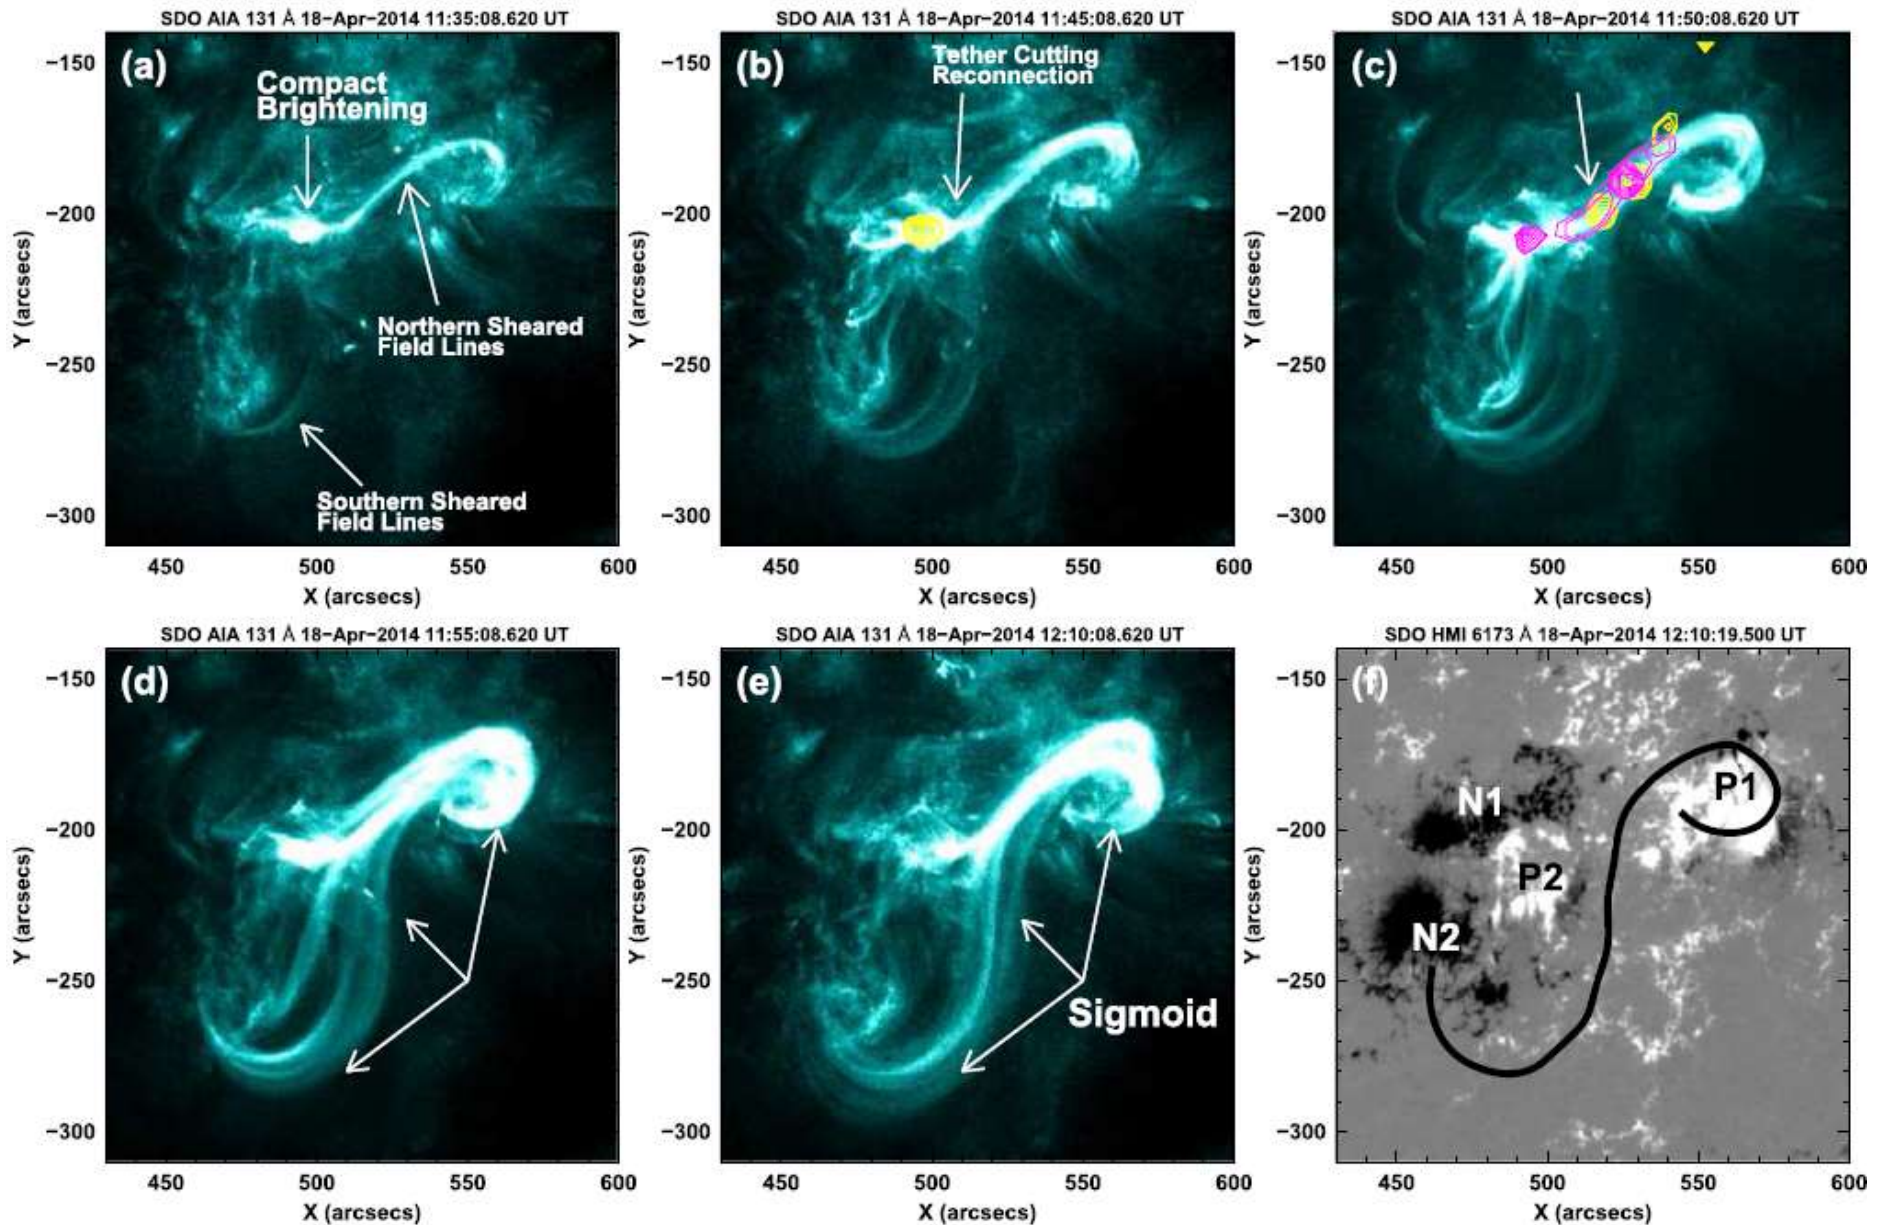 SDO AIA 131 Å 18-Apr-2014 11:35:08.620 UT
(a)
Compact
Brightening
Northern Sheared
Field Lines
Southern Sheared
Field Lines
−150
−200
−250
−300
Y (arcsecs)
450 500 550 600
X (arcsecs)
SDO AIA 131 Å 18-Apr-2014 11:45:08.620 UT
(b)
Tether Cutting
Reconnection
−150
−200
−250
−300
Y (arcsecs)
450 500 550 600
X (arcsecs)
SDO AIA 131 Å 18-Apr-2014 11:50:08.620 UT
(c)
−150
−200
−250
−300
Y (arcsecs)
450 500 550 600
X (arcsecs)
SDO AIA 131 Å 18-Apr-2014 11:55:08.620 UT
(d)
−150
−200
−250
−300
Y (arcsecs)
450 500 550 600
X (arcsecs)
SDO AIA 131 Å 18-Apr-2014 12:10:08.620 UT
(e)
Sigmoid
−150
−200
−250
−300
Y (arcsecs)
450 500 550 600
X (arcsecs)
SDO HMI 6173 Å 18-Apr-2014 12:10:19.500 UT
(f)
P1
N1
P2
N2
−150
−200
−250
−300
Y (arcsecs)
450 500 550 600
X (arcsecs)